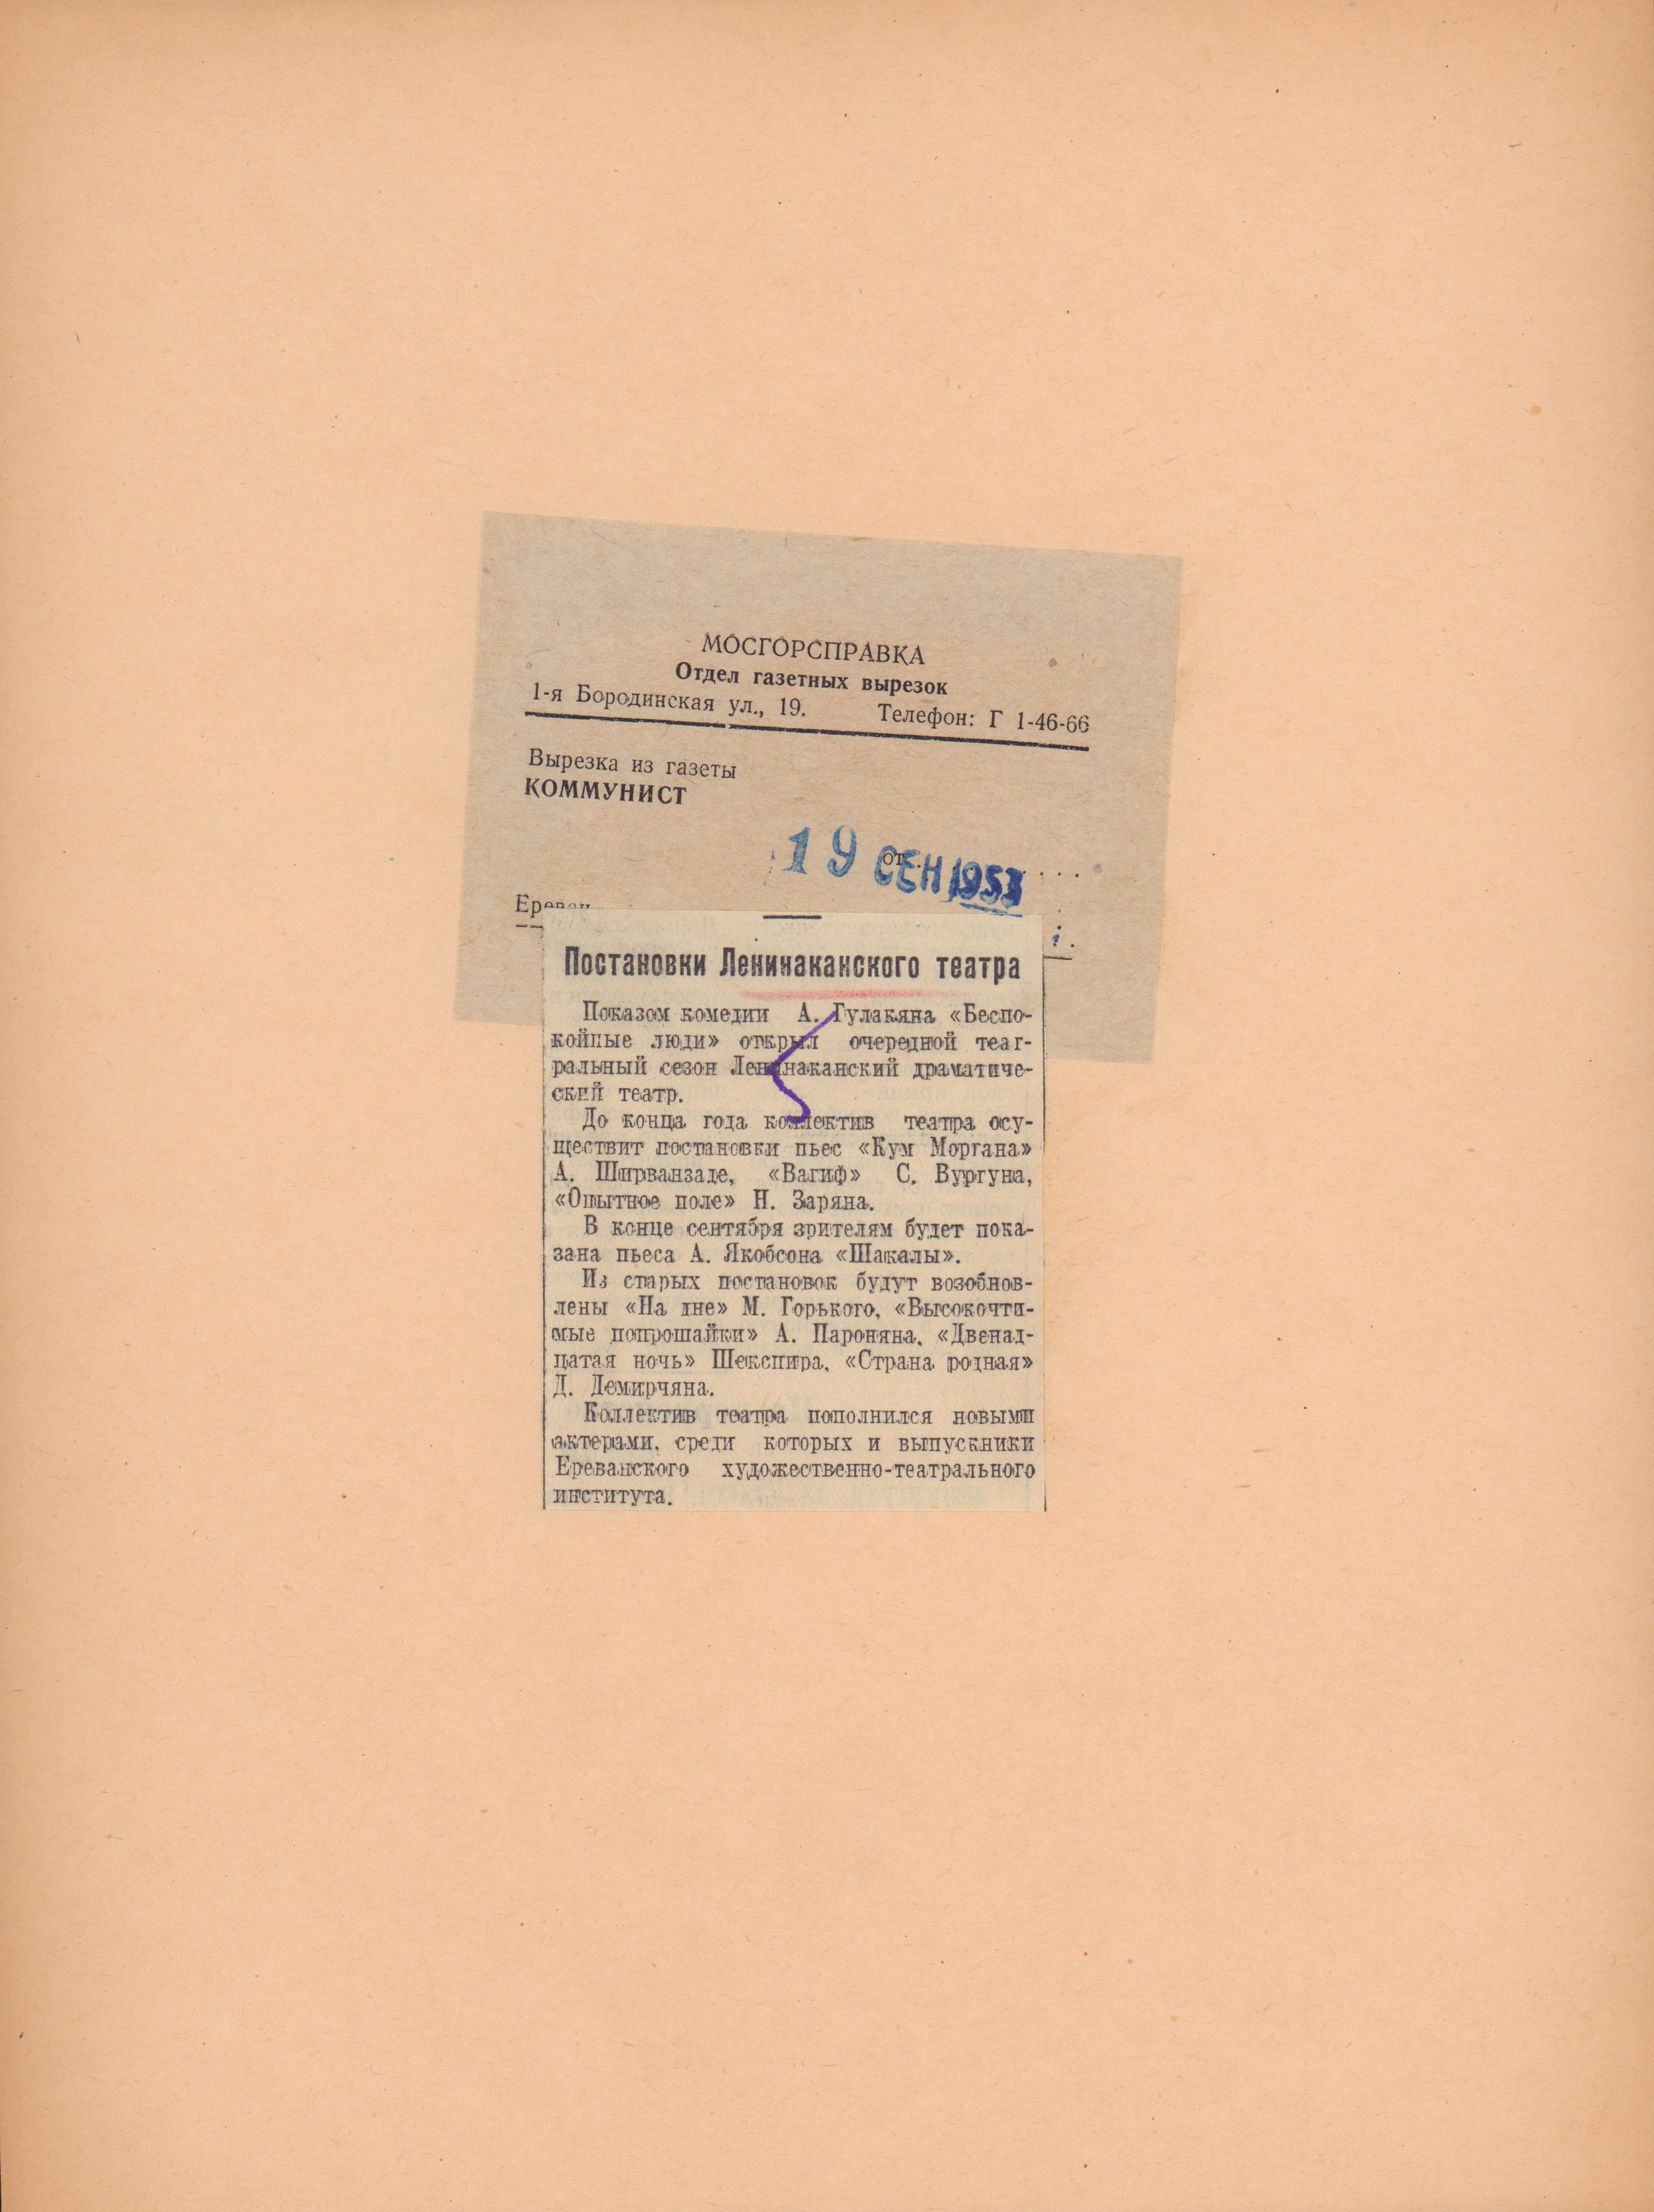 МОСГОРСПРАВКА
Отдел газетных вырезок
1-я Бородинская ул., 19. Телефон: Г 1-46-66
Вырезка из газеты
КОММУНИСТ
от
19 СЕН 1953
Ереван
Постановки Ленинаканского театра
Показом комедии А. Гулакяна «Беспо-
койные люди» открыл очередной теат-
ральный сезон Ленинаканский драматиче-
ский театр.
До конца года коллектив театра осу-
ществит постановки пьес «Кум Моргана»
А. Ширванзаде, «Вагиф» С. Вургуна,
«Опытное поле» Н. Заряна.
В конце сентября зрителям будет пока-
зана пьеса А. Якобсона «Шакалы».
Из старых постановок будут возобнов-
лены «На дне» М. Горького, «Высокочти-
мые попрошайки» А. Пароняна, «Двенад-
цатая ночь» Шекспира, «Страна родная»
Д. Демирчяна.
Коллектив театра пополнился новыми
актерами, среди которых и выпускники
Ереванского художественно-театрального
института.